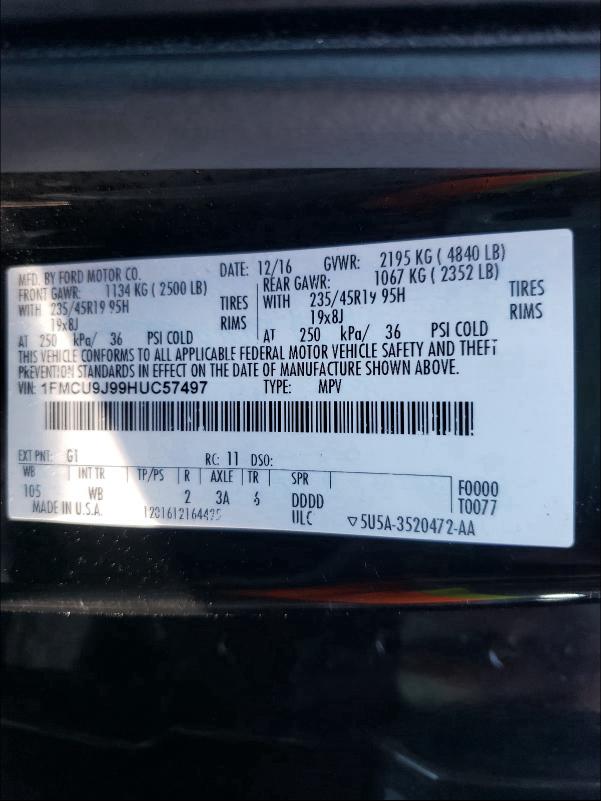 MFD. BY FORD MOTOR CO. DATE: 12/16 GVWR: 2195 KG ( 4840 LB)
FRONT GAWR: 1134 KG ( 2500 LB) REAR GAWR: 1067 KG ( 2352 LB)
WITH 235/45R19 95H TIRES WITH 235/45R19 95H TIRES
19x8J RIMS 19x8J RIMS
AT 250 kPa/ 36 PSI COLD AT 250 kPa/ 36 PSI COLD
THIS VEHICLE CONFORMS TO ALL APPLICABLE FEDERAL MOTOR VEHICLE SAFETY AND THEFT
PREVENTION STANDARDS IN EFFECT ON THE DATE OF MANUFACTURE SHOWN ABOVE.
VIN: 1FMCU9J99HUC57497 TYPE: MPV
EXT PNT: G1 RC: 11 DSO:
WB INT TR TP/PS R AXLE TR SPR
105 WB 2 3A 6 DDDD F0000
MADE IN U.S.A. ULC T0077
▽5U5A-3520472-AA